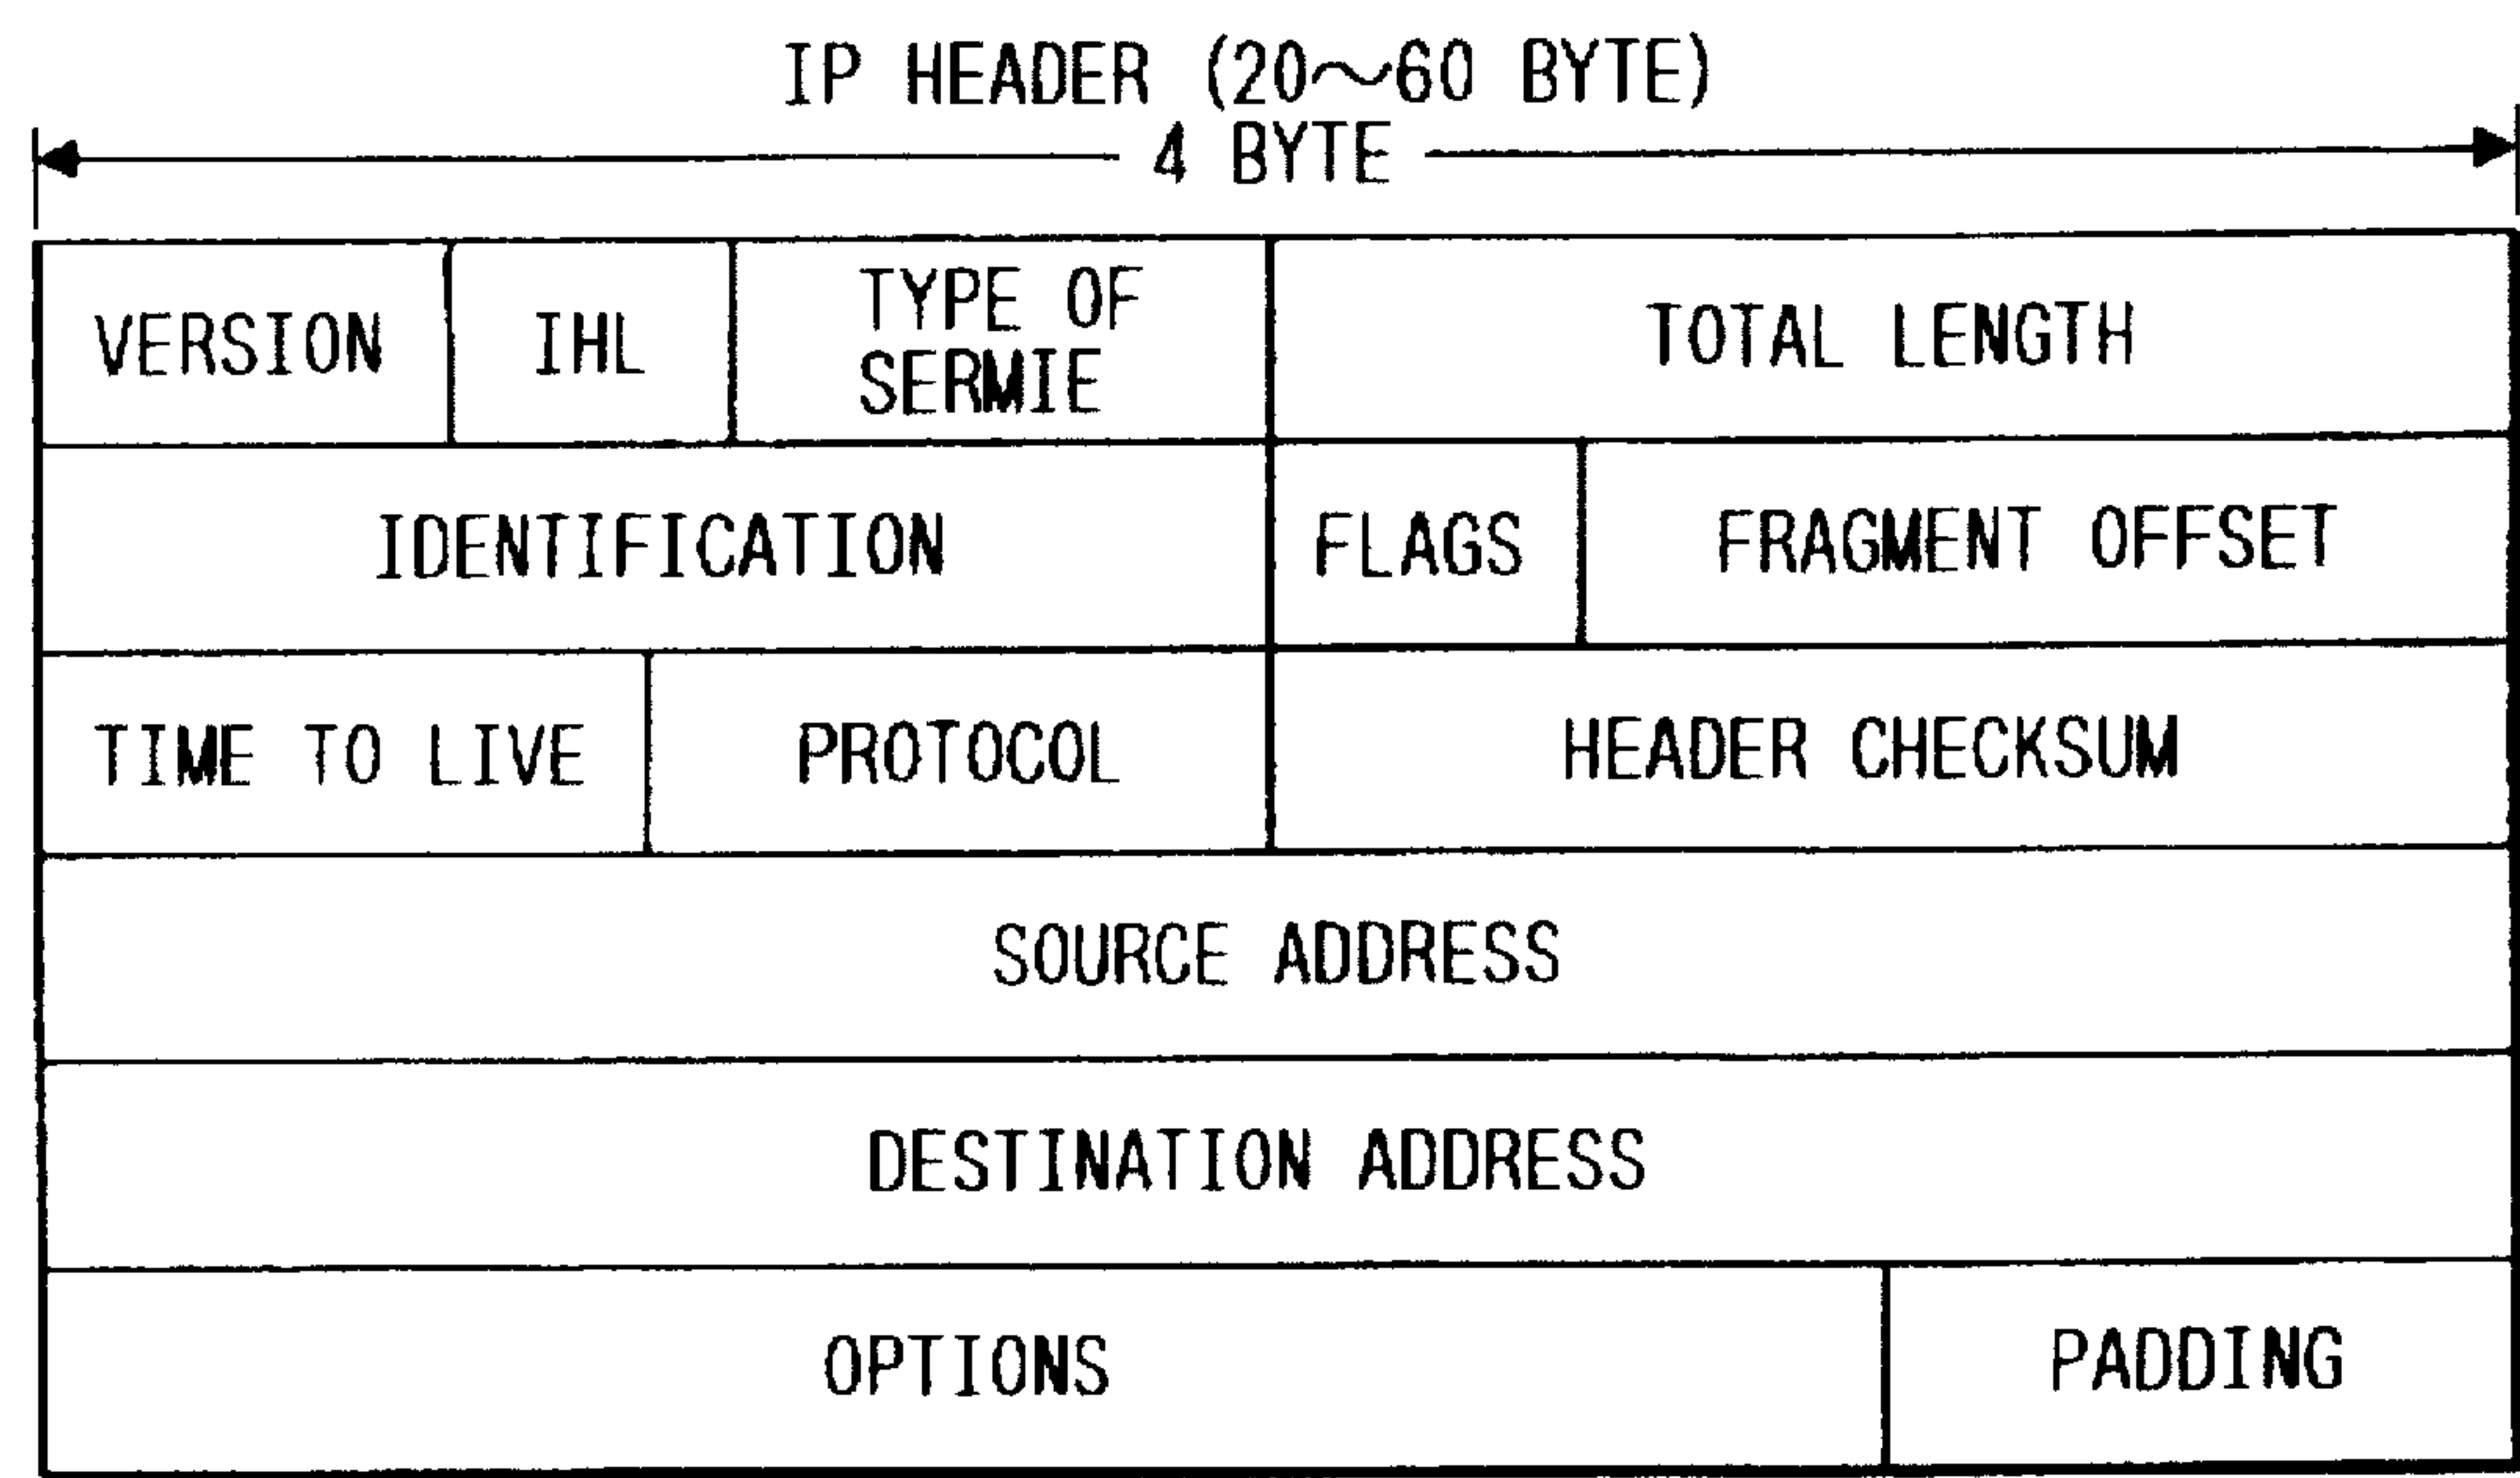 IP HEADER (20～60 BYTE)
4 BYTE
VERSION
IHL
TYPE OF
SERMIE
TOTAL LENGTH
IDENTIFICATION
FLAGS
FRAGMENT OFFSET
TIME TO LIVE
PROTOCOL
HEADER CHECKSUM
SOURCE ADDRESS
DESTINATION ADDRESS
OPTIONS
PADDING